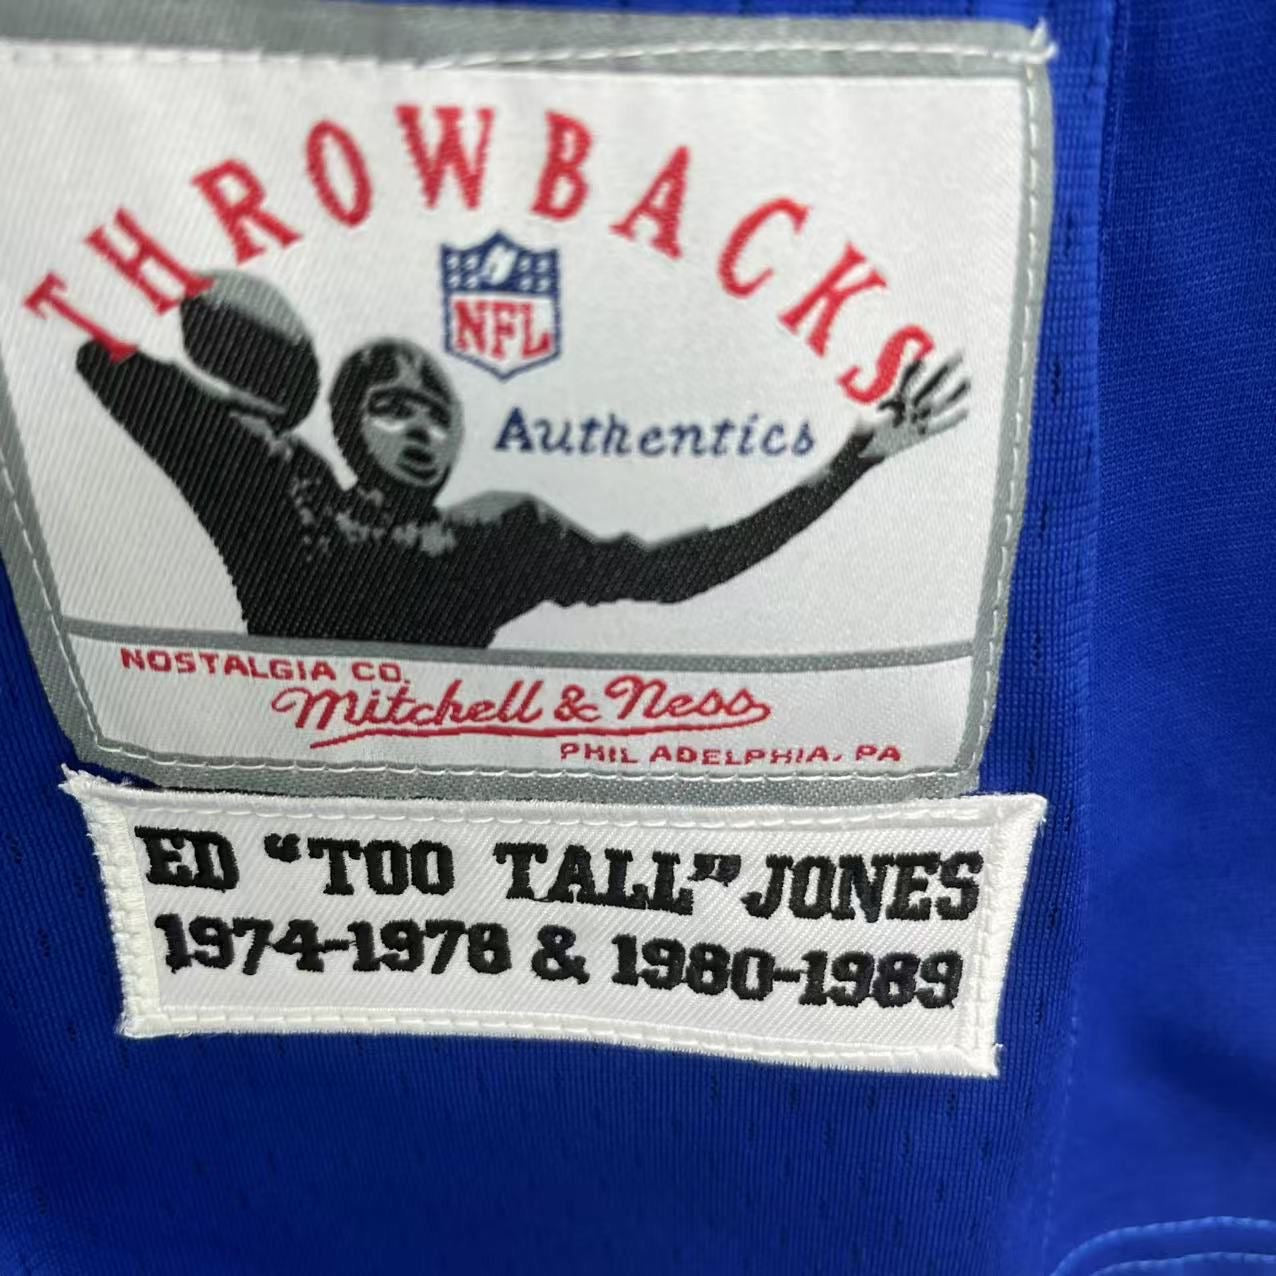 THROWBACKS
NFL
Authentics
NOSTALGIA CO.
Mitchell & Ness
PHILADELPHIA, PA
ED "TOO TALL" JONES
1974-1978 & 1980-1989